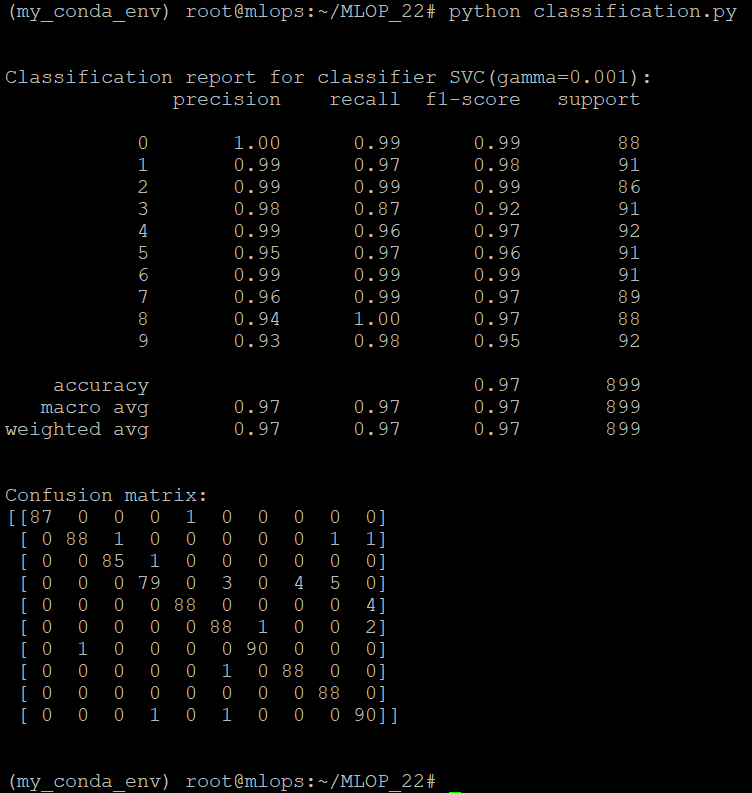 (my_conda_env) root@mlops:~/MLOP_22# python classification.py
Classification report for classifier SVC(gamma=0.001):
              precision    recall  f1-score   support

           0       1.00      0.99      0.99        88
           1       0.99      0.97      0.98        91
           2       0.99      0.99      0.99        86
           3       0.98      0.87      0.92        91
           4       0.99      0.96      0.97        92
           5       0.95      0.97      0.96        91
           6       0.99      0.99      0.99        91
           7       0.96      0.99      0.97        89
           8       0.94      1.00      0.97        88
           9       0.93      0.98      0.95        92

    accuracy                           0.97       899
   macro avg       0.97      0.97      0.97       899
weighted avg       0.97      0.97      0.97       899

Confusion matrix:
[[87  0  0  0  1  0  0  0  0  0]
 [ 0 88  1  0  0  0  0  0  1  1]
 [ 0  0 85  1  0  0  0  0  0  0]
 [ 0  0  0 79  0  3  0  4  5  0]
 [ 0  0  0  0 88  0  0  0  0  4]
 [ 0  0  0  0  0 88  1  0  0  2]
 [ 0  1  0  0  0  0 90  0  0  0]
 [ 0  0  0  0  0  1  0 88  0  0]
 [ 0  0  0  0  0  0  0  0 88  0]
 [ 0  0  0  1  0  1  0  0  0 90]]

(my_conda_env) root@mlops:~/MLOP_22#